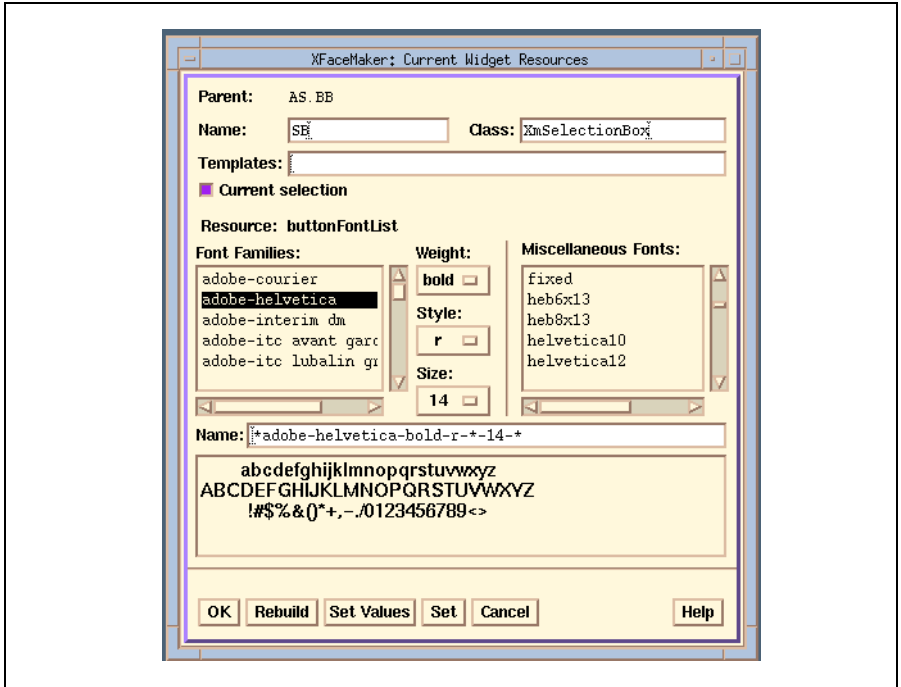 XFaceMaker: Current Widget Resources
Parent: AS.BB
Name: SB Class: XmSelectionBox
Templates:
Current selection
Resource: buttonFontList
Font Families:
adobe-courier
adobe-helvetica
adobe-interim dm
adobe-itc avant gard
adobe-itc lubalin gr
Weight:
bold
Style:
r
Size:
14
Miscellaneous Fonts:
fixed
heb6x13
heb8x13
helvetica10
helvetica12
Name: *adobe-helvetica-bold-r-*-14-*
abcdefghijklmnopqrstuvwxyz
ABCDEFGHIJKLMNOPQRSTUVWXYZ
!#$%&()*+,-./0123456789<>
OK Rebuild Set Values Set Cancel Help